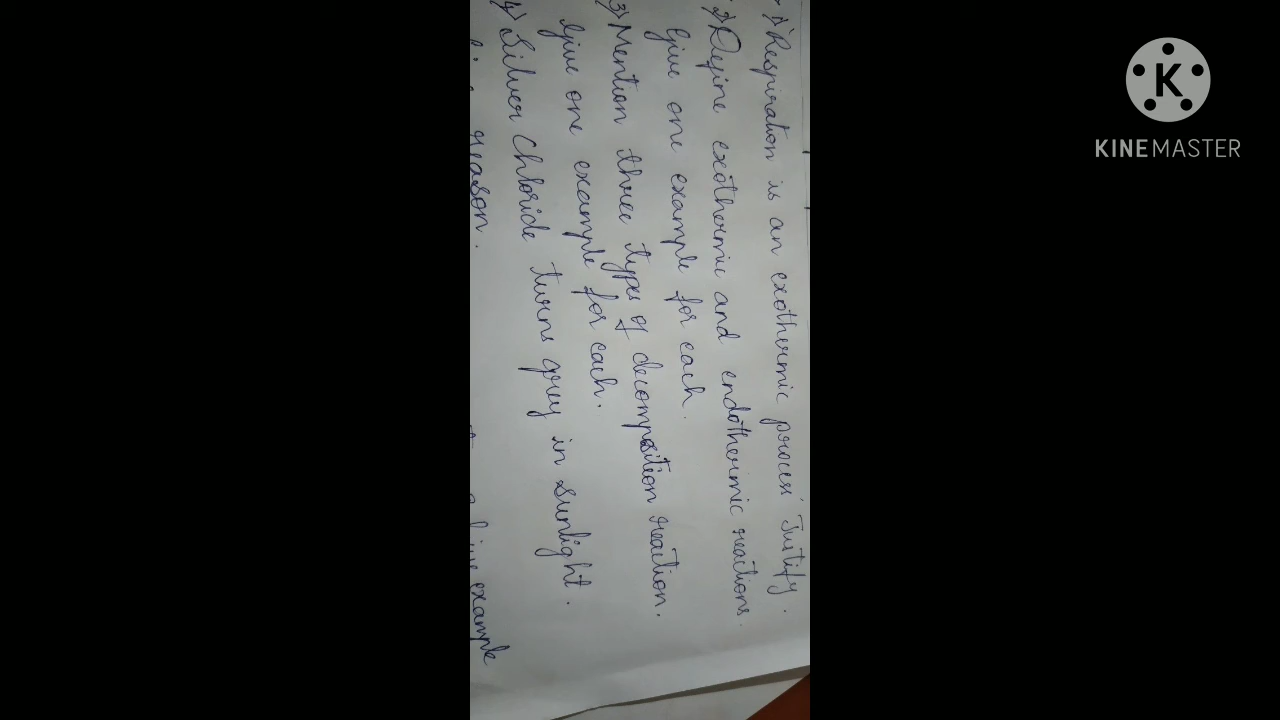 1) 'Respiration is an exothermic process' Justify.
2) Define exothermic and endothermic reactions.
Give one example for each.
3) Mention three types of decomposition reaction.
Give one example for each.
4) Silver Chloride turns grey in sunlight.
reason.
example
K
KINEMASTER